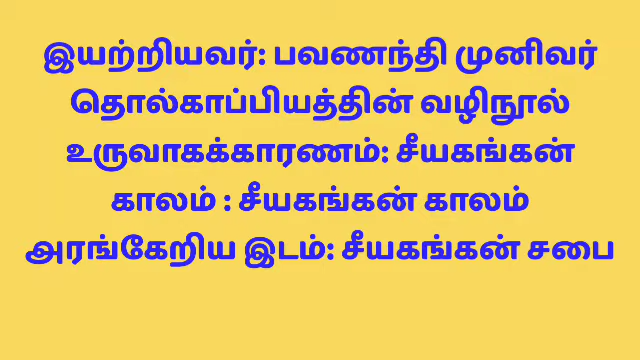 இயற்றியவர்: பவணந்தி முனிவர்
தொல்காப்பியத்தின் வழிநூல்
உருவாகக்காரணம்: சீயகங்கன்
காலம் : சீயகங்கன் காலம்
அரங்கேறிய இடம்: சீயகங்கன் சபை